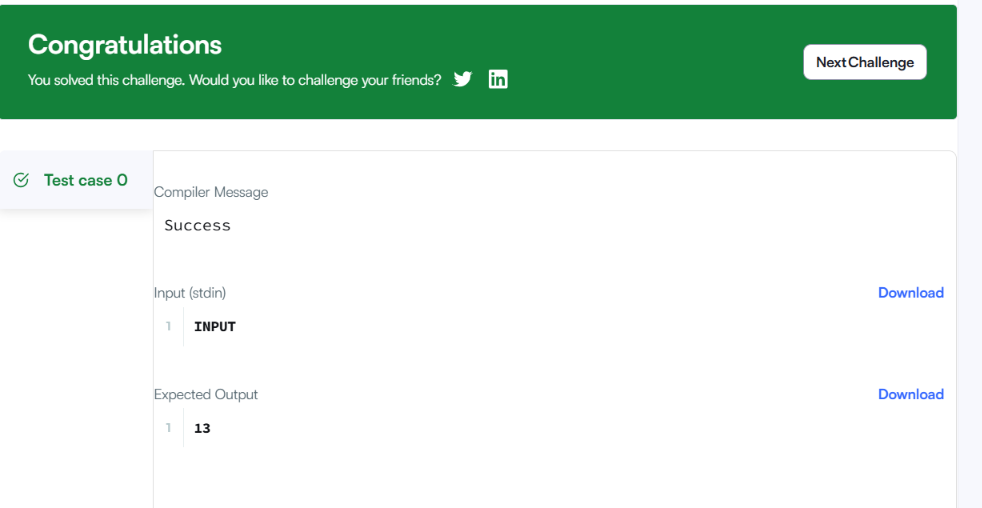 Congratulations
You solved this challenge. Would you like to challenge your friends?
Next Challenge
Test case 0
Compiler Message
Success
Input (stdin)
Download
1 INPUT
Expected Output
Download
1 13